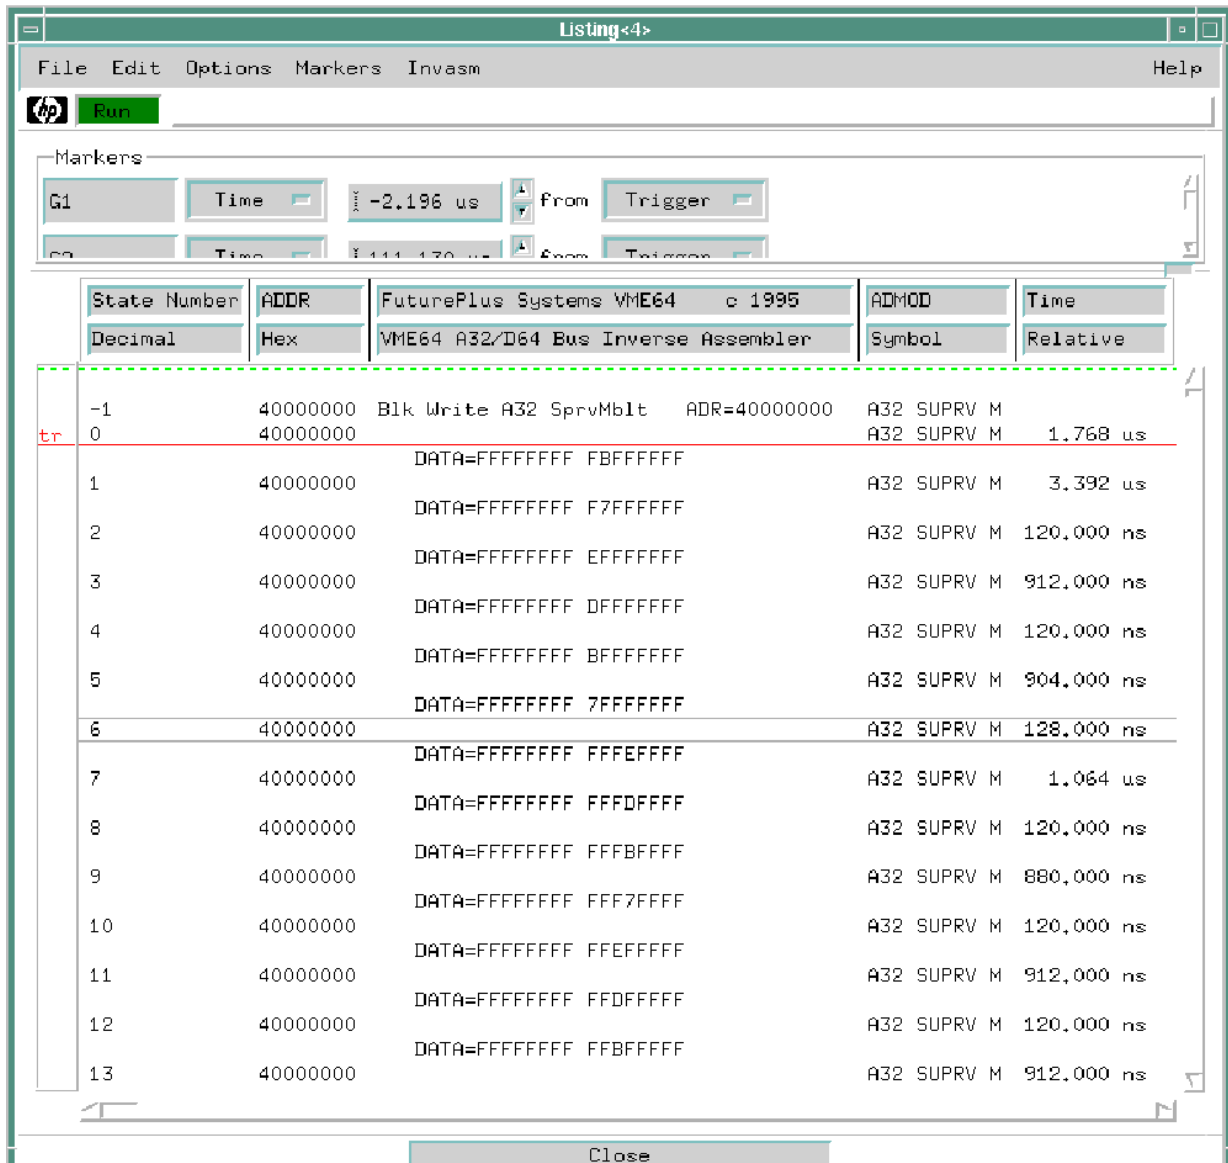 Listing<4>
File Edit Options Markers Invasm Help
hp Run
Markers
G1 Time -2.196 us from Trigger
G2 Time 111.170 us from Trigger
State Number ADDR FuturePlus Systems VME64 c 1995 ADMOD Time
Decimal Hex VME64 A32/D64 Bus Inverse Assembler Symbol Relative
-1 40000000 Blk Write A32 SprvMblt ADR=40000000 A32 SUPRV M
tr 0 40000000 A32 SUPRV M 1.768 us
DATA=FFFFFFFF FBFFFFFF
1 40000000 A32 SUPRV M 3.392 us
DATA=FFFFFFFF F7FFFFFF
2 40000000 A32 SUPRV M 120.000 ns
DATA=FFFFFFFF EFFFFFFF
3 40000000 A32 SUPRV M 912.000 ns
DATA=FFFFFFFF DFFFFFFF
4 40000000 A32 SUPRV M 120.000 ns
DATA=FFFFFFFF BFFFFFFF
5 40000000 A32 SUPRV M 904.000 ns
DATA=FFFFFFFF 7FFFFFFF
6 40000000 A32 SUPRV M 128.000 ns
DATA=FFFFFFFF FFFEFFFF
7 40000000 A32 SUPRV M 1.064 us
DATA=FFFFFFFF FFFDFFFF
8 40000000 A32 SUPRV M 120.000 ns
DATA=FFFFFFFF FFFBFFFF
9 40000000 A32 SUPRV M 880.000 ns
DATA=FFFFFFFF FFF7FFFF
10 40000000 A32 SUPRV M 120.000 ns
DATA=FFFFFFFF FFEFFFFF
11 40000000 A32 SUPRV M 912.000 ns
DATA=FFFFFFFF FFDFFFFF
12 40000000 A32 SUPRV M 120.000 ns
DATA=FFFFFFFF FFBFFFFF
13 40000000 A32 SUPRV M 912.000 ns
Close